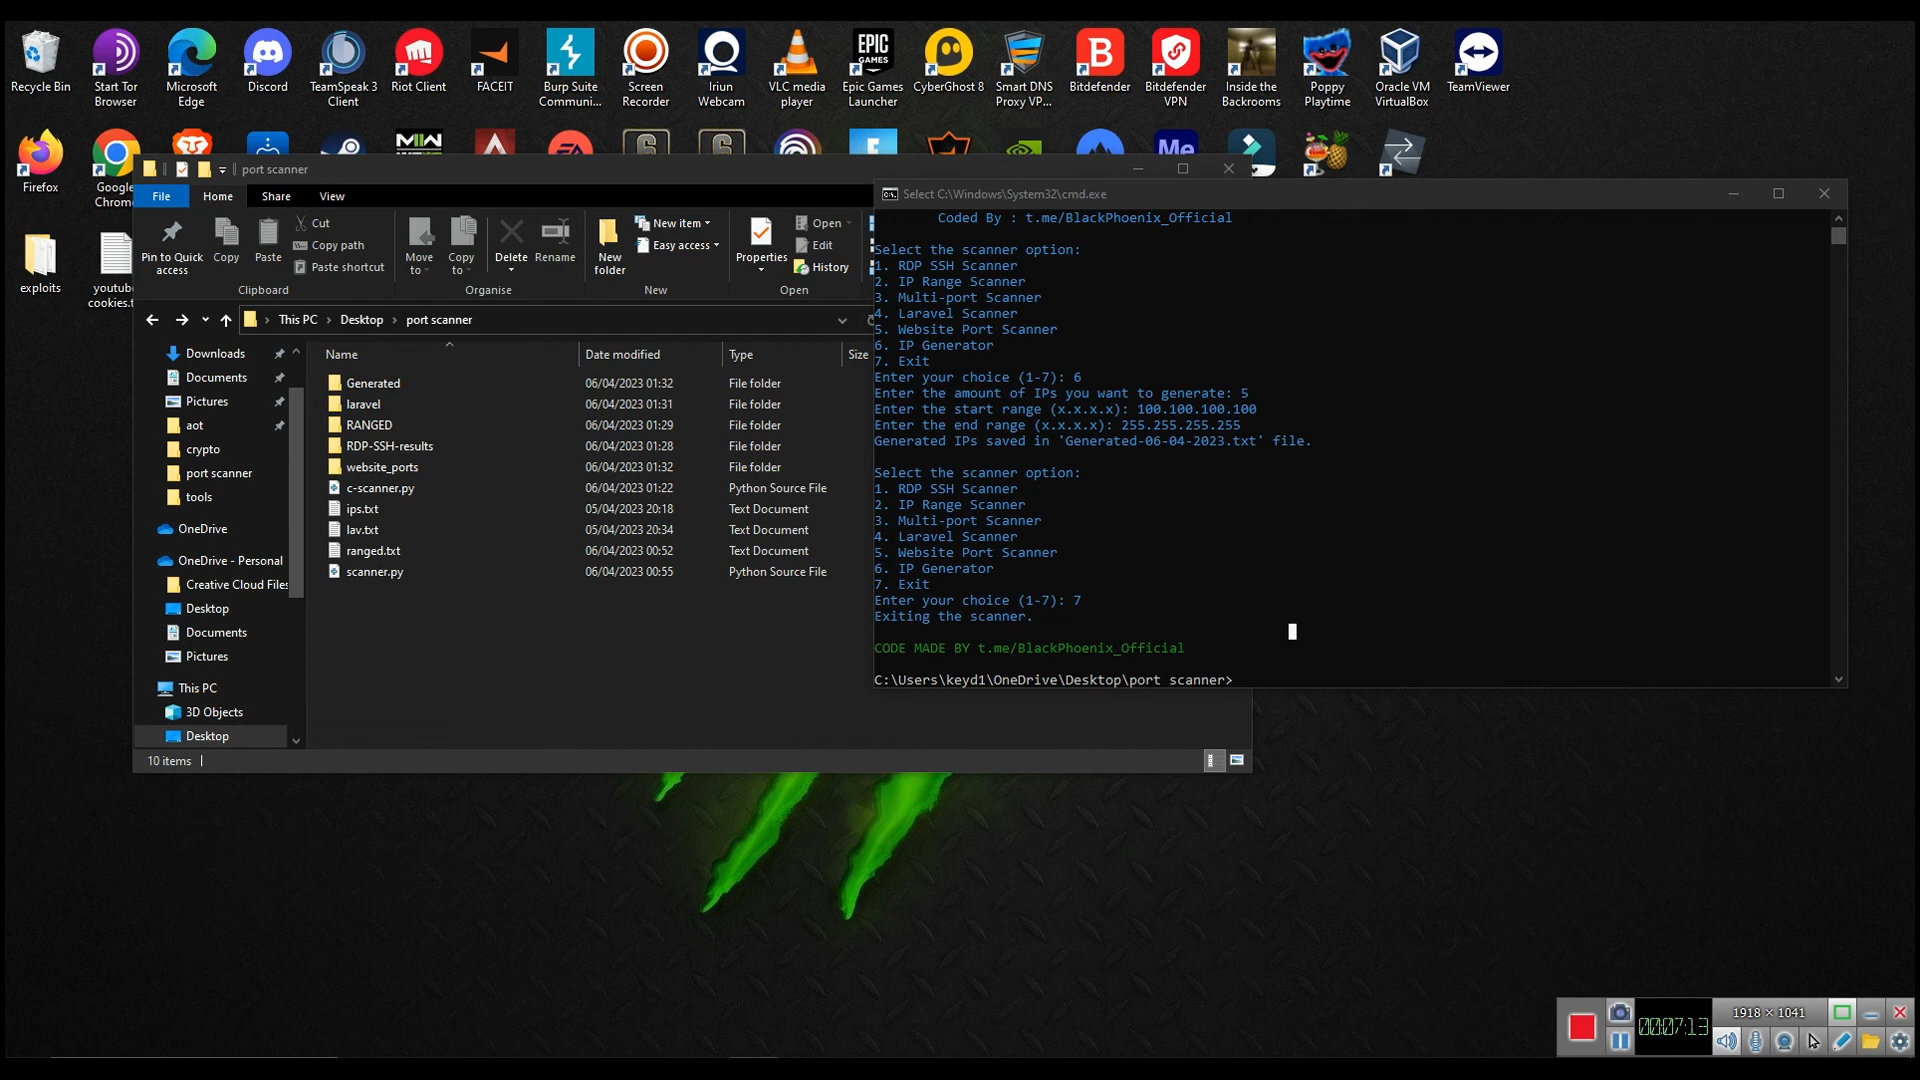 Recycle Bin
Start Tor Browser
Microsoft Edge
Discord
TeamSpeak 3 Client
Riot Client
FACEIT
Burp Suite Communi...
Screen Recorder
Iriun Webcam
VLC media player
EPIC GAMES
Epic Games Launcher
CyberGhost 8
Smart DNS Proxy VP...
Bitdefender
Bitdefender VPN
Inside the Backrooms
Poppy Playtime
Oracle VM VirtualBox
TeamViewer
Firefox
Google Chrom
exploits
youtube cookies.t
port scanner
File
Home
Share
View
Pin to Quick access
Copy
Paste
Cut
Copy path
Paste shortcut
Clipboard
Move to
Copy to
Delete
Rename
Organise
New folder
New item
Easy access
New
Properties
Open
Edit
History
Open
This PC > Desktop > port scanner
Downloads
Documents
Pictures
aot
crypto
port scanner
tools
OneDrive
OneDrive - Personal
Creative Cloud Files
Desktop
Documents
Pictures
This PC
3D Objects
Desktop
Name Date modified Type Size
Generated 06/04/2023 01:32 File folder
laravel 06/04/2023 01:31 File folder
RANGED 06/04/2023 01:29 File folder
RDP-SSH-results 06/04/2023 01:28 File folder
website_ports 06/04/2023 01:32 File folder
c-scanner.py 06/04/2023 01:22 Python Source File
ips.txt 05/04/2023 20:18 Text Document
lav.txt 05/04/2023 20:34 Text Document
ranged.txt 06/04/2023 00:52 Text Document
scanner.py 06/04/2023 00:55 Python Source File
10 items
Select C:\Windows\System32\cmd.exe
Coded By : t.me/BlackPhoenix_Official
Select the scanner option:
1. RDP SSH Scanner
2. IP Range Scanner
3. Multi-port Scanner
4. Laravel Scanner
5. Website Port Scanner
6. IP Generator
7. Exit
Enter your choice (1-7): 6
Enter the amount of IPs you want to generate: 5
Enter the start range (x.x.x.x): 100.100.100.100
Enter the end range (x.x.x.x): 255.255.255.255
Generated IPs saved in 'Generated-06-04-2023.txt' file.
Select the scanner option:
1. RDP SSH Scanner
2. IP Range Scanner
3. Multi-port Scanner
4. Laravel Scanner
5. Website Port Scanner
6. IP Generator
7. Exit
Enter your choice (1-7): 7
Exiting the scanner.
CODE MADE BY t.me/BlackPhoenix_Official
C:\Users\keyd1\OneDrive\Desktop\port scanner>
00:07:13
1918 × 1041